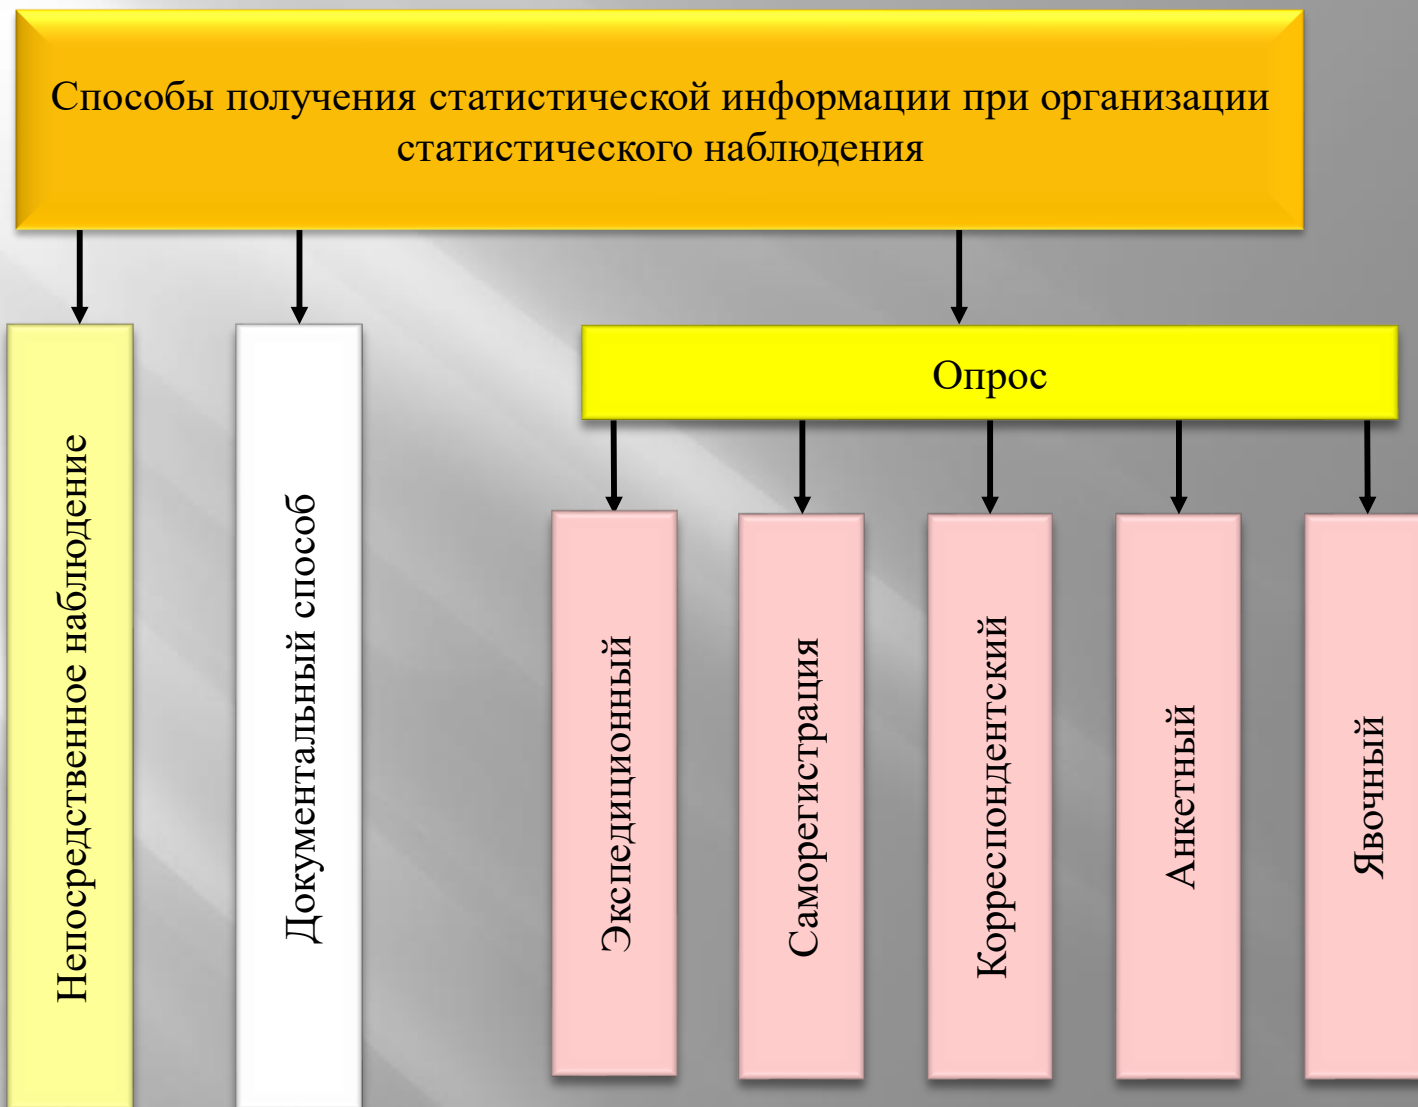 Способы получения статистической информации при организации
статистического наблюдения
Непосредственное наблюдение
Документальный способ
Опрос
Экспедиционный
Саморегистрация
Корреспондентский
Анкетный
Явочный